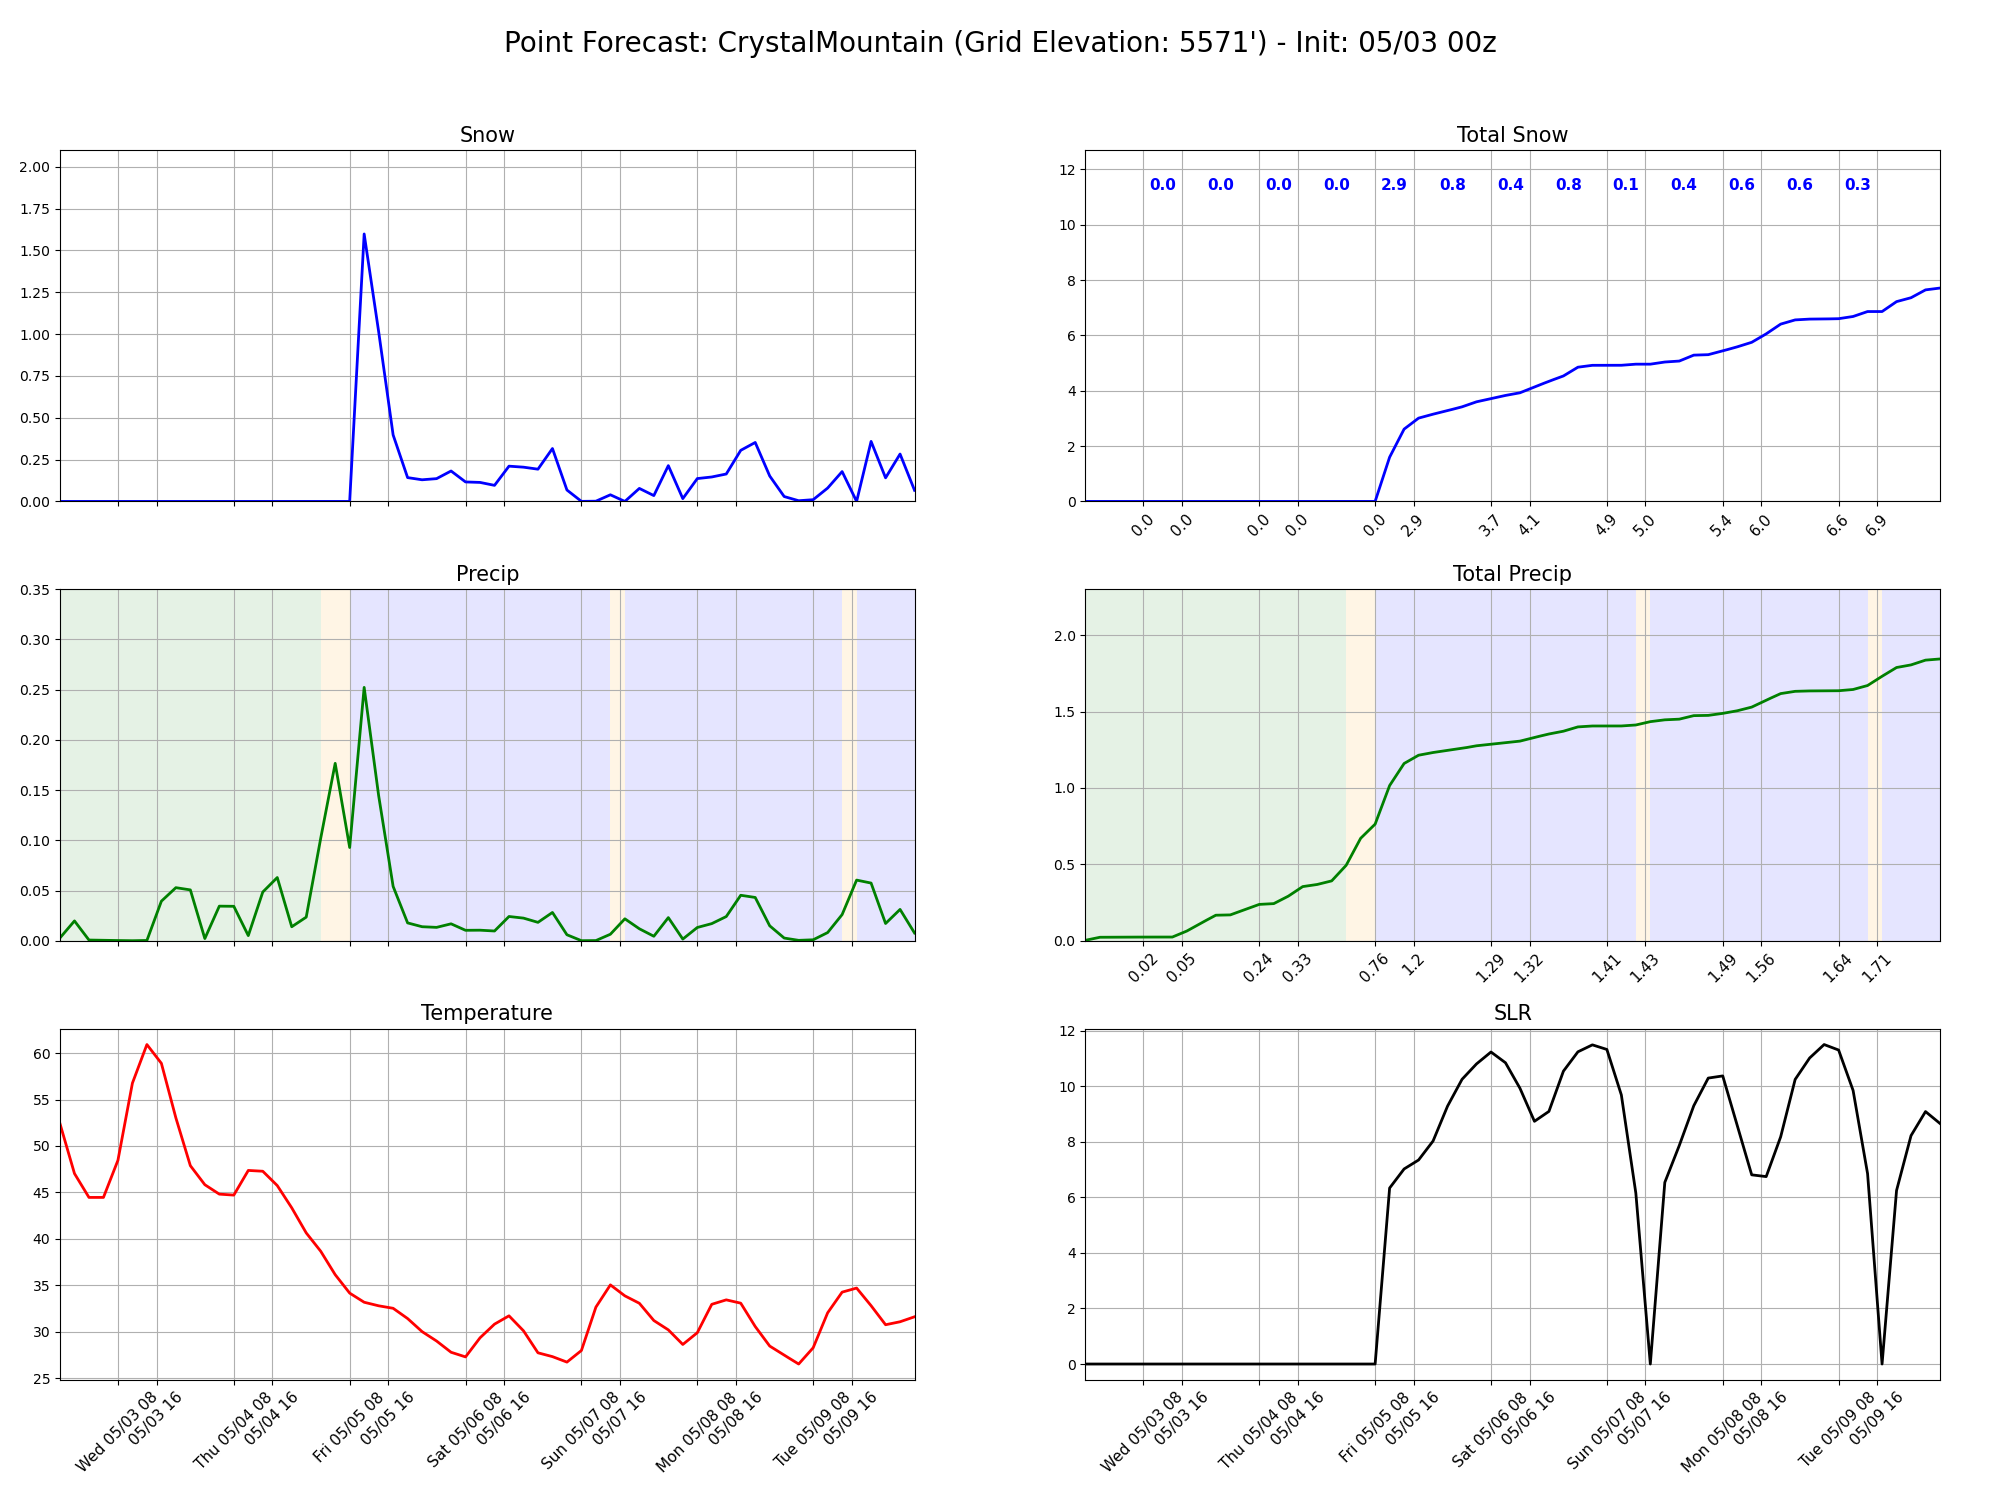 Point Forecast: CrystalMountain (Grid Elevation: 5571') - Init: 05/03 00z
Snow
2.00
1.75
1.50
1.25
1.00
0.75
0.50
0.25
0.00
Total Snow
12
10
8
6
4
2
0
0.0 0.0 0.0 0.0 2.9 0.8 0.4 0.8 0.1 0.4 0.6 0.6 0.3
0.0 0.0 0.0 0.0 0.0 2.9 3.7 4.1 4.9 5.0 5.4 6.0 6.6 6.9
Precip
0.35
0.30
0.25
0.20
0.15
0.10
0.05
0.00
Total Precip
2.0
1.5
1.0
0.5
0.0
0.02 0.05 0.24 0.33 0.76 1.2 1.29 1.32 1.41 1.43 1.49 1.56 1.64 1.71
Temperature
60
55
50
45
40
35
30
25
Wed 05/03 08
05/03 16
Thu 05/04 08
05/04 16
Fri 05/05 08
05/05 16
Sat 05/06 08
05/06 16
Sun 05/07 08
05/07 16
Mon 05/08 08
05/08 16
Tue 05/09 08
05/09 16
SLR
12
10
8
6
4
2
0
Wed 05/03 08
05/03 16
Thu 05/04 08
05/04 16
Fri 05/05 08
05/05 16
Sat 05/06 08
05/06 16
Sun 05/07 08
05/07 16
Mon 05/08 08
05/08 16
Tue 05/09 08
05/09 16